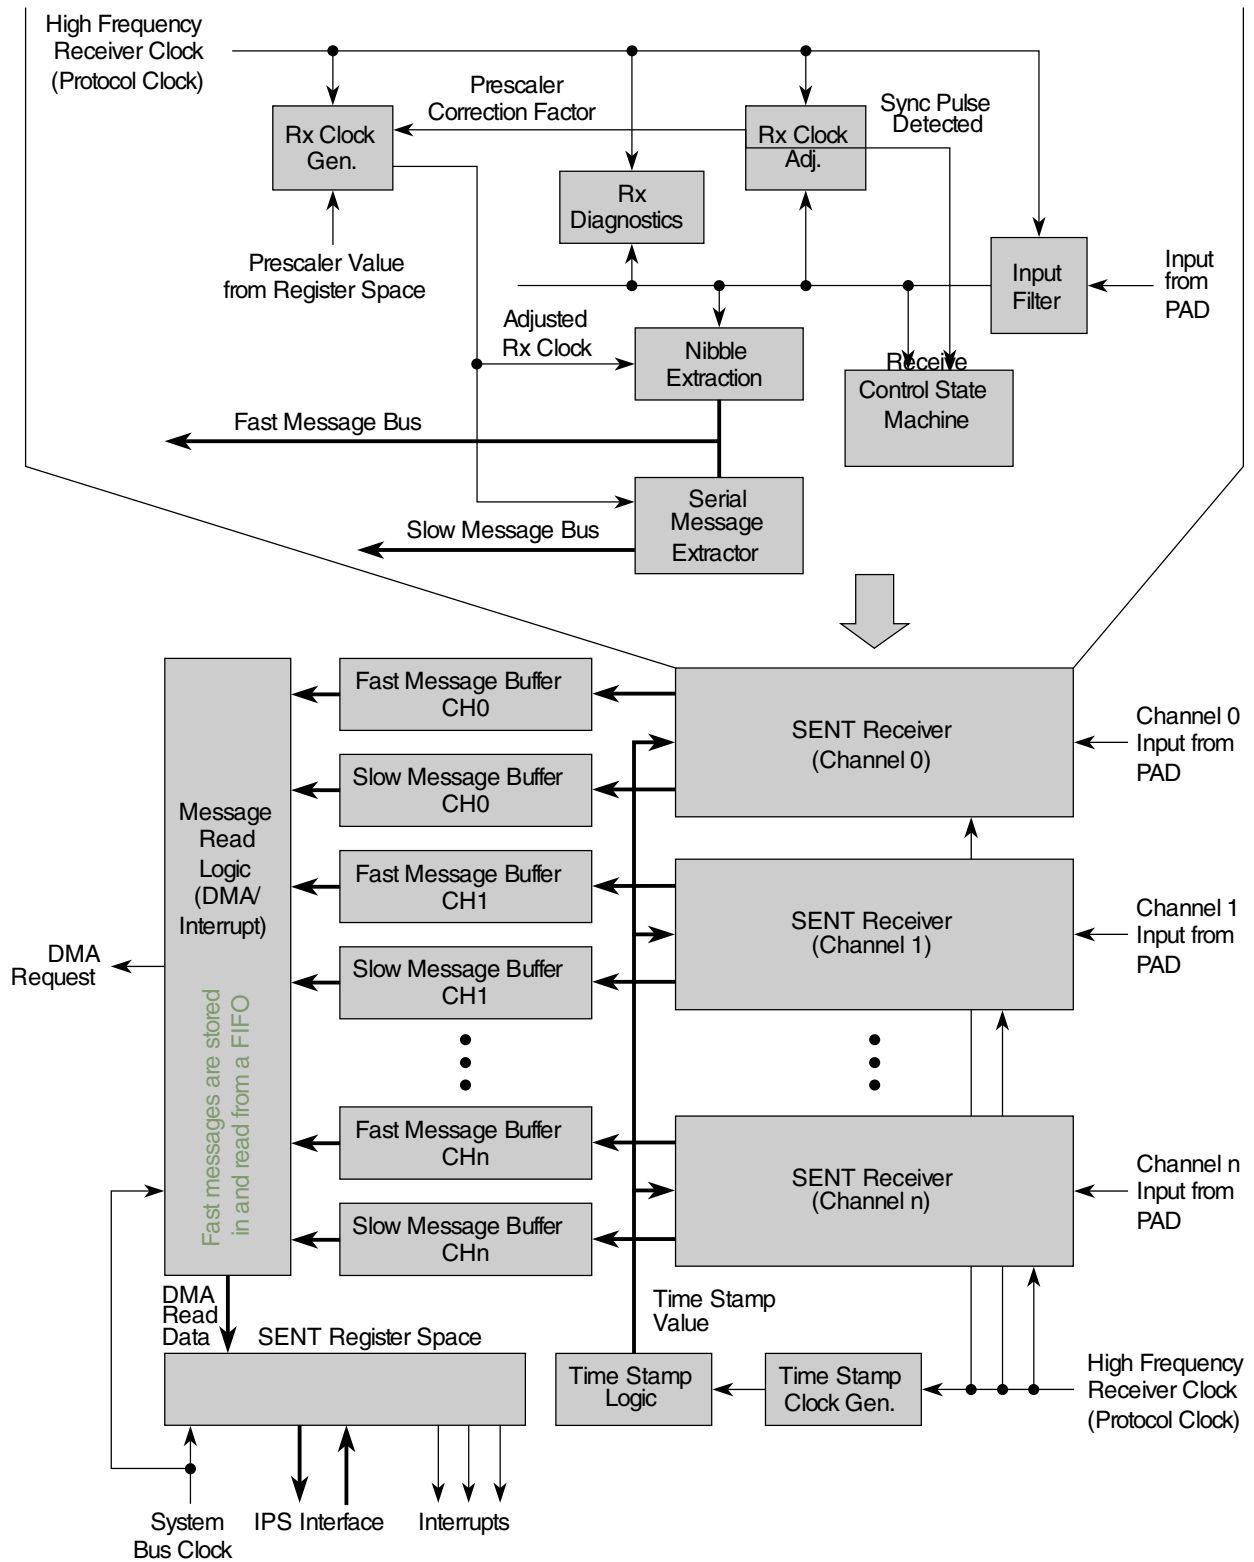 High Frequency
Receiver Clock
(Protocol Clock)
Prescaler
Correction Factor
Sync Pulse
Detected
Rx Clock
Gen.
Rx Clock
Adj.
Rx
Diagnostics
Prescaler Value
from Register Space
Input
Filter
Input
from
PAD
Adjusted
Rx Clock
Nibble
Extraction
Receive
Control State
Machine
Fast Message Bus
Serial
Message
Extractor
Slow Message Bus
Fast Message Buffer
CH0
SENT Receiver
(Channel 0)
Channel 0
Input from
PAD
Slow Message Buffer
CH0
Message
Read
Logic
(DMA/
Interrupt)
Fast Message Buffer
CH1
SENT Receiver
(Channel 1)
Channel 1
Input from
PAD
DMA
Request
Slow Message Buffer
CH1
Fast messages are stored
in and read from a FIFO
Fast Message Buffer
CHn
SENT Receiver
(Channel n)
Channel n
Input from
PAD
Slow Message Buffer
CHn
DMA
Read
Data
SENT Register Space
Time Stamp
Value
Time Stamp
Logic
Time Stamp
Clock Gen.
High Frequency
Receiver Clock
(Protocol Clock)
System
Bus Clock
IPS Interface
Interrupts